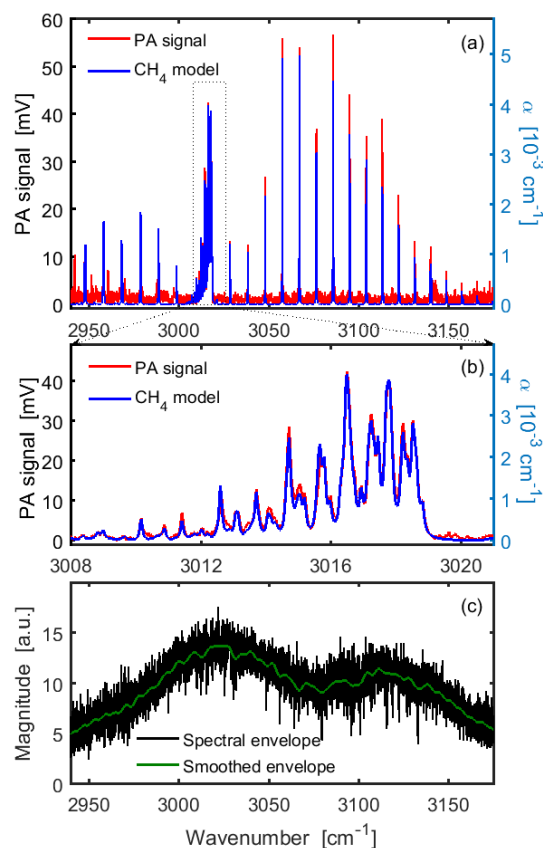 (a)
PA signal
CH4 model
PA signal [mV]
60
50
40
30
20
10
0
5
4
3
2
1
0
α [10-3 cm-1]
2950 3000 3050 3100 3150
(b)
PA signal
CH4 model
PA signal [mV]
40
30
20
10
0
4
3
2
1
0
α [10-3 cm-1]
3008 3012 3016 3020
(c)
Magnitude [a.u.]
15
10
5
0
Spectral envelope
Smoothed envelope
2950 3000 3050 3100 3150
Wavenumber [cm-1]